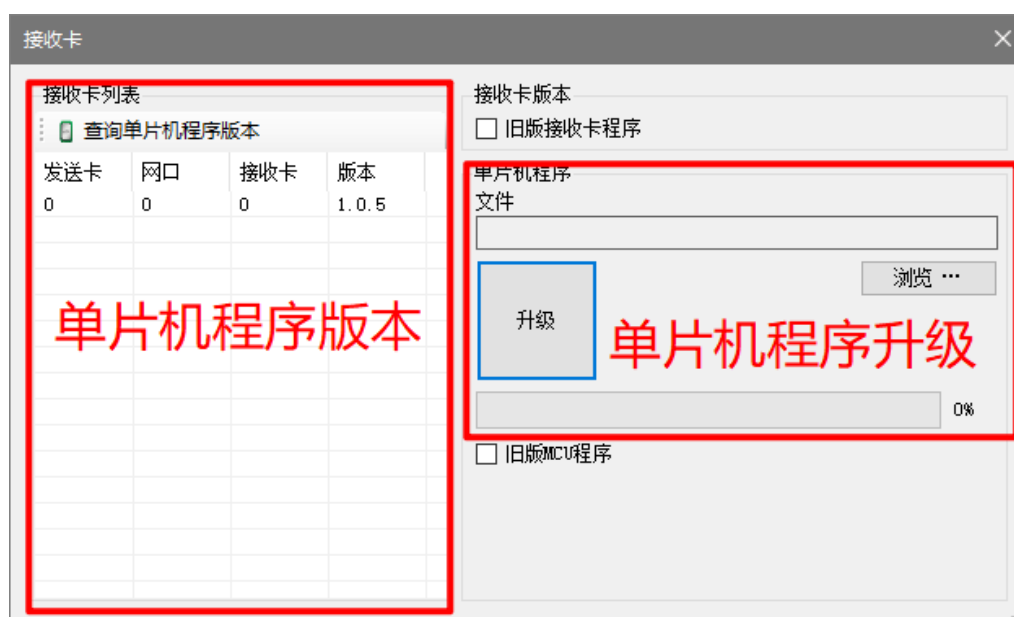 接收卡
接收卡列表
查询单片机程序版本
发送卡 网口 接收卡 版本
0 0 0 1.0.5
单片机程序版本
接收卡版本
旧版接收卡程序
单片机程序
文件
浏览 ...
升级
单片机程序升级
0%
旧版MCU程序